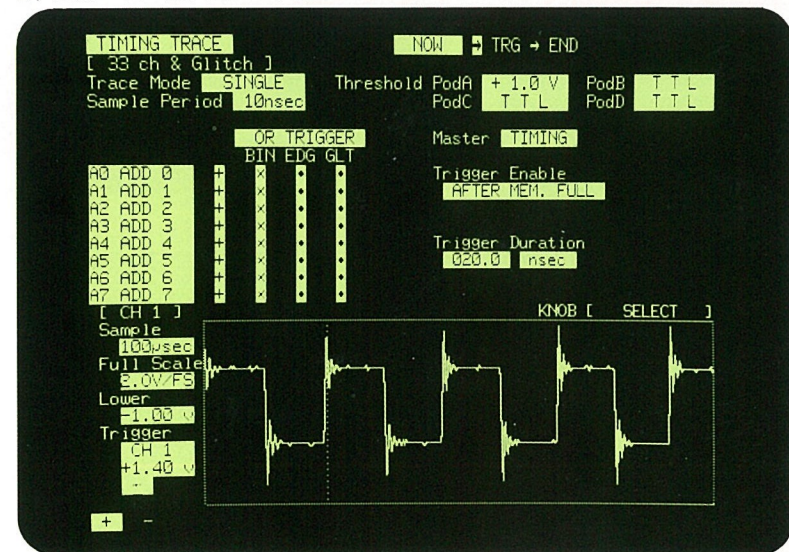 TIMING TRACE
NOW → TRG → END
[ 33 ch & Glitch ]
Trace Mode SINGLE
Threshold PodA + 1.0 V PodB T T L
Sample Period 10nsec
PodC T T L PodD T T L
OR TRIGGER
Master TIMING
BIN EDG GLT
A0 ADD 0 + × ◆ ◆
Trigger Enable
A1 ADD 1 + × ◆ ◆
AFTER MEM. FULL
A2 ADD 2 + × ◆ ◆
A3 ADD 3 + × ◆ ◆
A4 ADD 4 + × ◆ ◆
Trigger Duration
A5 ADD 5 + × ◆ ◆
020.0 nsec
A6 ADD 6 + × ◆ ◆
A7 ADD 7 + × ◆ ◆
[ CH 1 ]
KNOB [ SELECT ]
Sample
100µsec
Full Scale
2.0V/FS
Lower
-1.00 v
Trigger
CH 1
+1.40 v
+ -